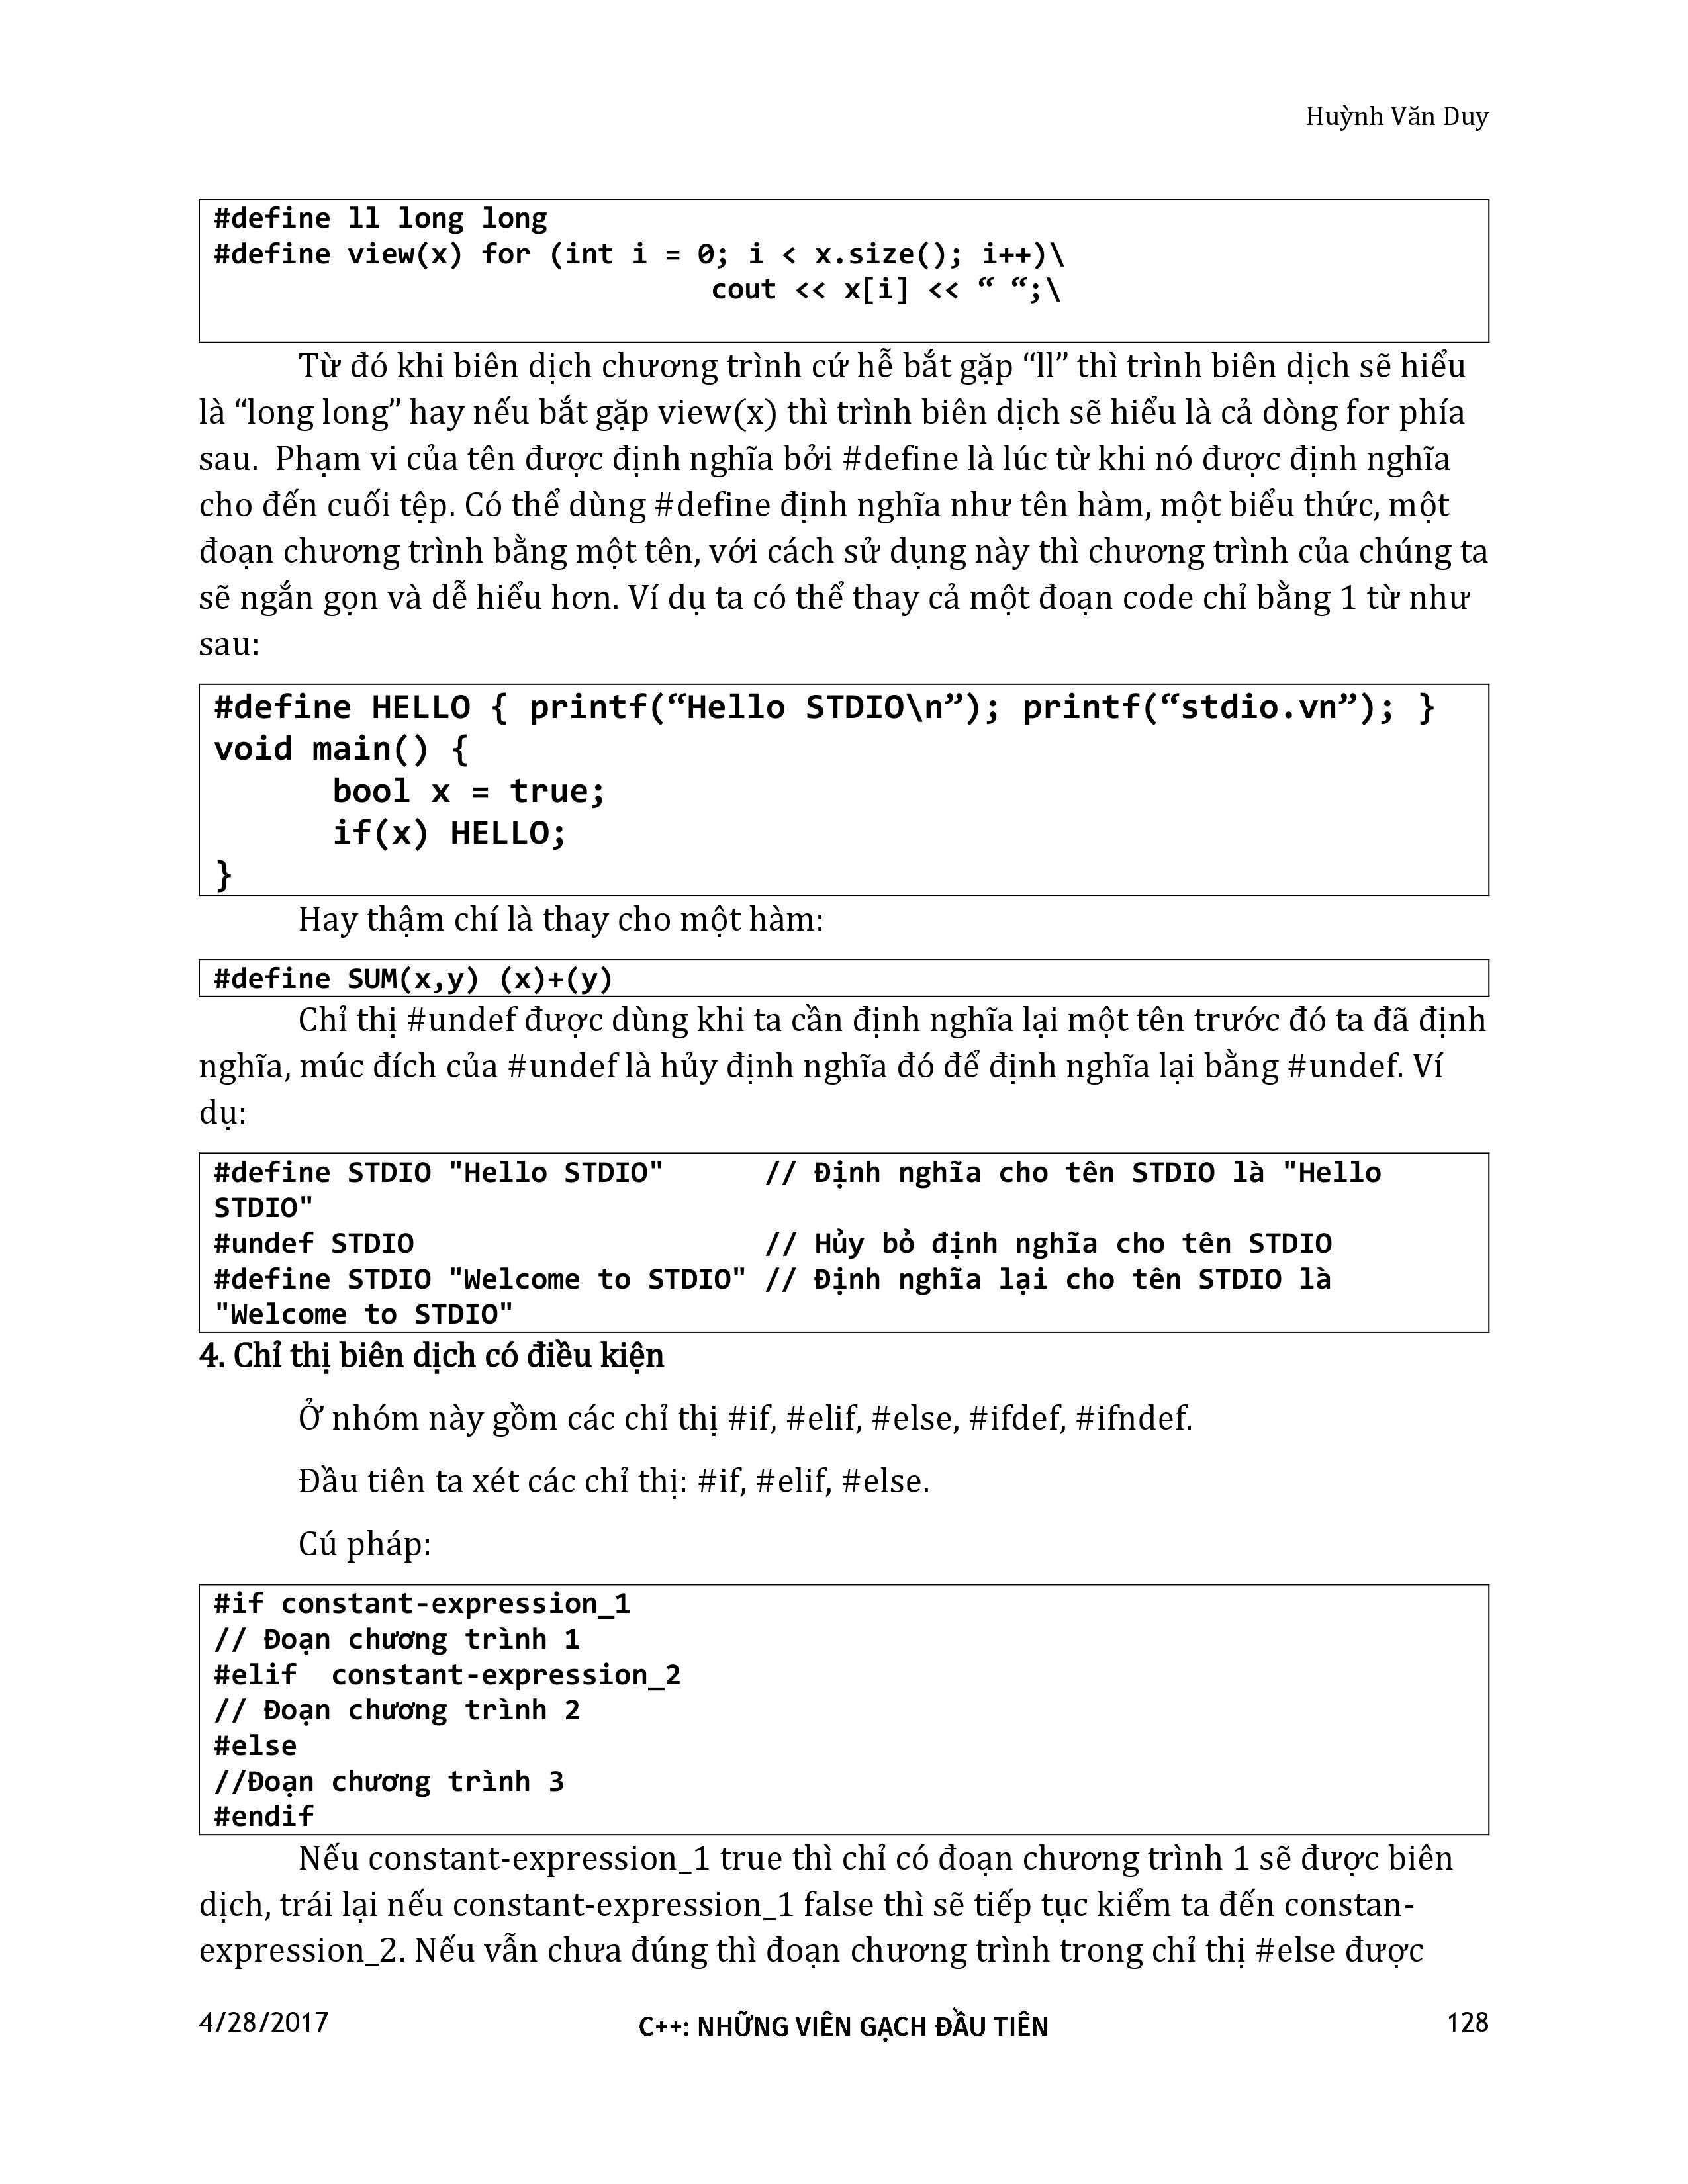 Huỳnh Văn Duy
#define ll long long
#define view(x) for (int i = 0; i < x.size(); i++)\
cout << x[i] << “ “;\
Từ đó khi biên dịch chương trình cứ hễ bắt gặp “ll” thì trình biên dịch sẽ hiểu
là “long long” hay nếu bắt gặp view(x) thì trình biên dịch sẽ hiểu là cả dòng for phía
sau.  Phạm vi của tên được định nghĩa bởi #define là lúc từ khi nó được định nghĩa
cho đến cuối tệp. Có thể dùng #define định nghĩa như tên hàm, một biểu thức, một
đoạn chương trình bằng một tên, với cách sử dụng này thì chương trình của chúng ta
sẽ ngắn gọn và dễ hiểu hơn. Ví dụ ta có thể thay cả một đoạn code chỉ bằng 1 từ như
sau:
#define HELLO { printf(“Hello STDIO\n”); printf(“stdio.vn”); }
void main() {
bool x = true;
if(x) HELLO;
}
Hay thậm chí là thay cho một hàm:
#define SUM(x,y) (x)+(y)
Chỉ thị #undef được dùng khi ta cần định nghĩa lại một tên trước đó ta đã định
nghĩa, múc đích của #undef là hủy định nghĩa đó để định nghĩa lại bằng #undef. Ví
dụ:
#define STDIO "Hello STDIO"      // Định nghĩa cho tên STDIO là "Hello
STDIO"
#undef STDIO                     // Hủy bỏ định nghĩa cho tên STDIO
#define STDIO "Welcome to STDIO" // Định nghĩa lại cho tên STDIO là
"Welcome to STDIO"
4. Chỉ thị biên dịch có điều kiện
Ở nhóm này gồm các chỉ thị #if, #elif, #else, #ifdef, #ifndef.
Đầu tiên ta xét các chỉ thị: #if, #elif, #else.
Cú pháp:
#if constant-expression_1
// Đoạn chương trình 1
#elif  constant-expression_2
// Đoạn chương trình 2
#else
//Đoạn chương trình 3
#endif
Nếu constant-expression_1 true thì chỉ có đoạn chương trình 1 sẽ được biên
dịch, trái lại nếu constant-expression_1 false thì sẽ tiếp tục kiểm ta đến constan-
expression_2. Nếu vẫn chưa đúng thì đoạn chương trình trong chỉ thị #else được
4/28/2017 C++: NHỮNG VIÊN GẠCH ĐẦU TIÊN 128